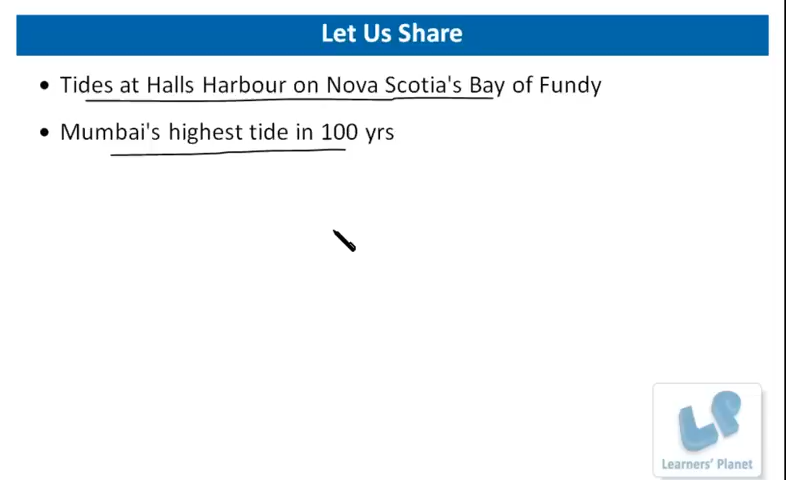 Let Us Share
• Tides at Halls Harbour on Nova Scotia's Bay of Fundy
• Mumbai's highest tide in 100 yrs
LP
Learners' Planet